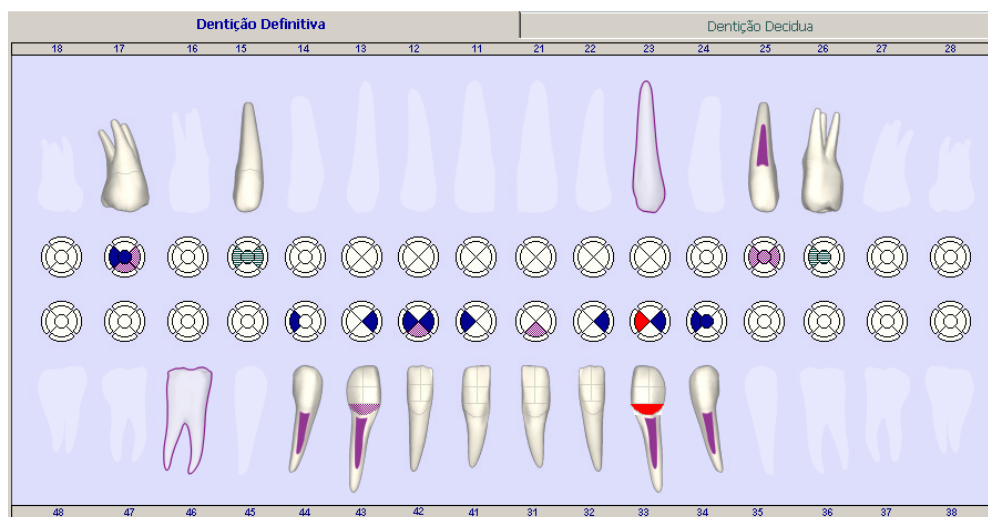 Dentição Definitiva
Dentição Decidua
18 17 16 15 14 13 12 11 21 22 23 24 25 26 27 28
48 47 46 45 44 43 42 41 31 32 33 34 35 36 37 38